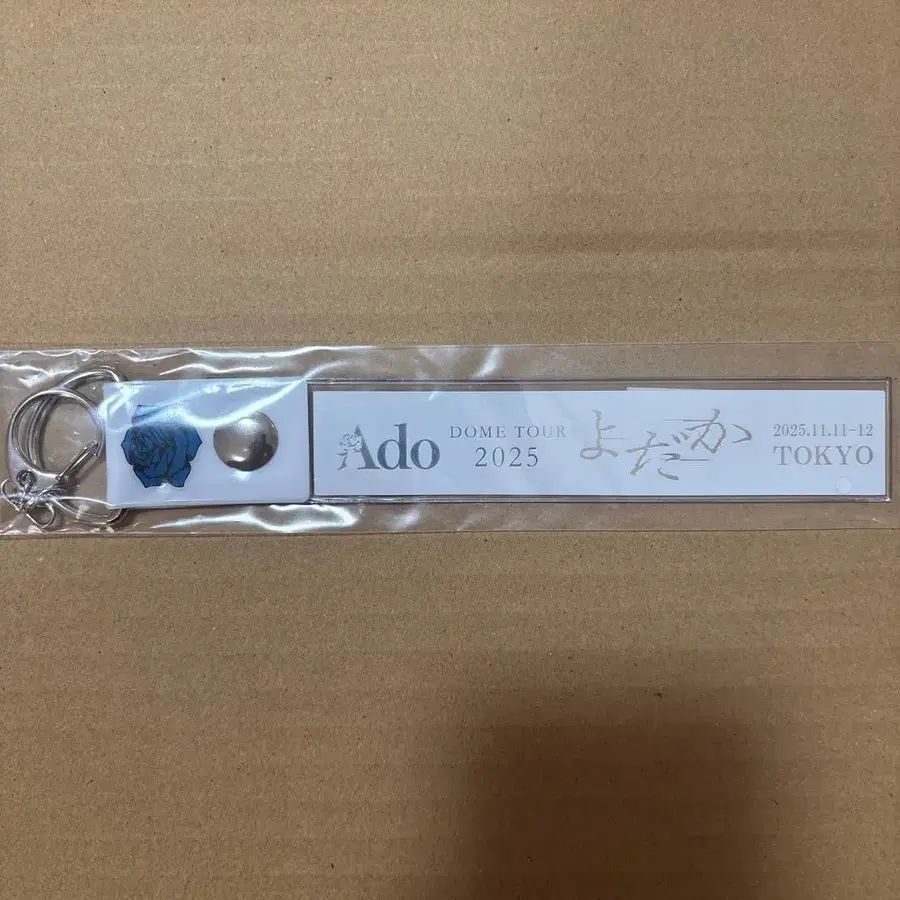 Ado
DOME TOUR
2025
よだか
2025.11.11-12
TOKYO